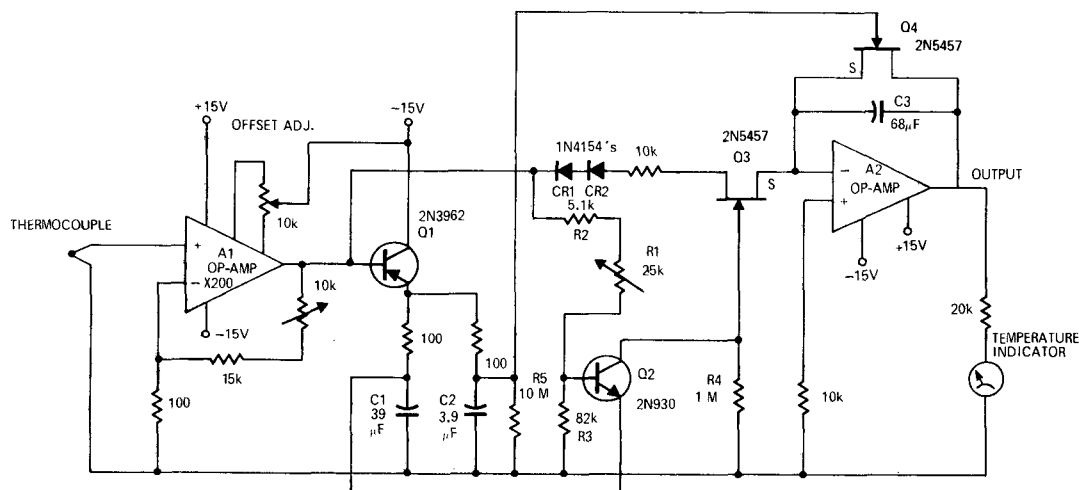 Q4
2N5457
S
C3
68μF
+15V
OFFSET ADJ.
−15V
2N5457
Q3
S
1N4154's
CR1
CR2
10k
5.1k
R2
R1
25k
THERMOCOUPLE
10k
2N3962
Q1
+
A1
OP-AMP
−
X200
10k
−15V
15k
100
100
100
C1
39
μF
C2
3.9
μF
R5
10 M
82k
R3
Q2
2N930
R4
1 M
10k
−
A2
OP-AMP
+
+15V
−15V
OUTPUT
20k
TEMPERATURE
INDICATOR